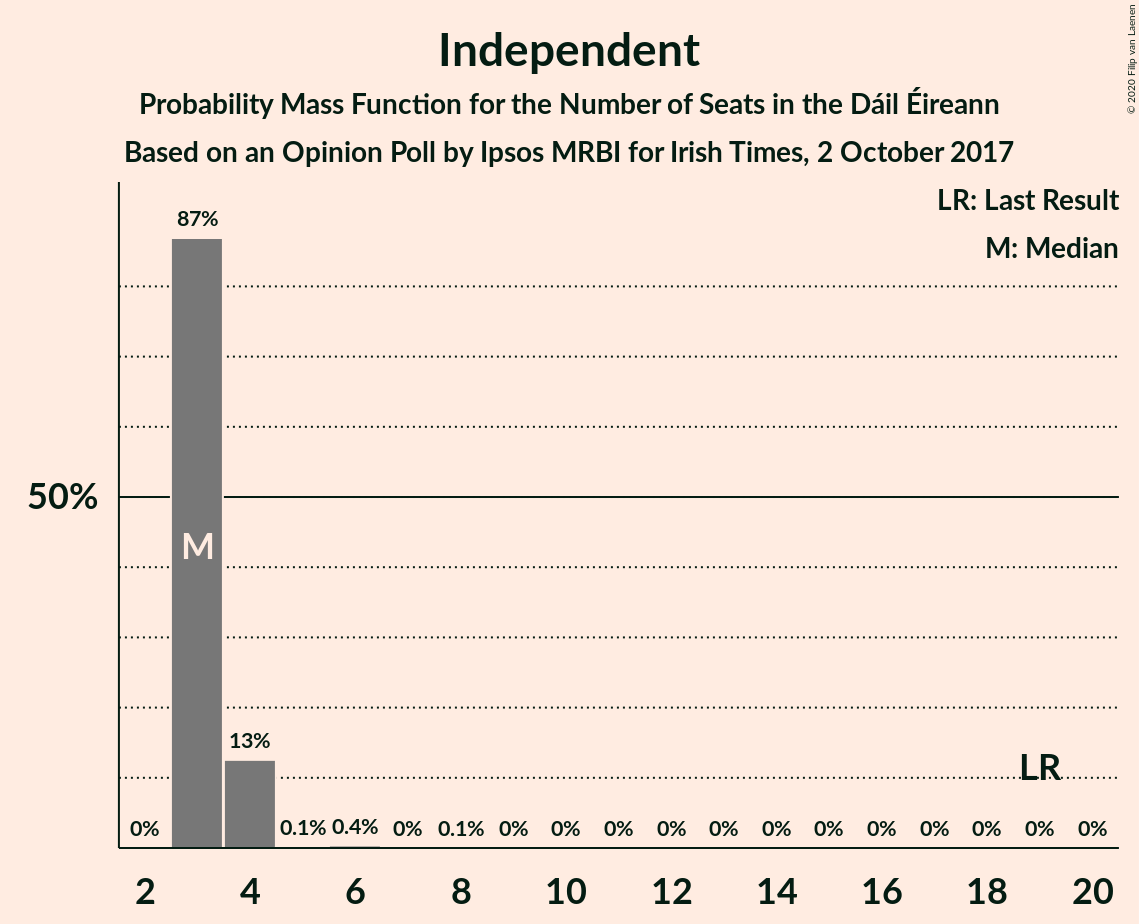 Independent
Probability Mass Function for the Number of Seats in the Dáil Éireann
Based on an Opinion Poll by Ipsos MRBI for Irish Times, 2 October 2017
© 2020 Filip van Laenen
LR: Last Result
M: Median
87%
50%
M
13%
LR
0% 0.1% 0.4% 0% 0.1% 0% 0% 0% 0% 0% 0% 0% 0% 0% 0% 0% 0%
2 4 6 8 10 12 14 16 18 20